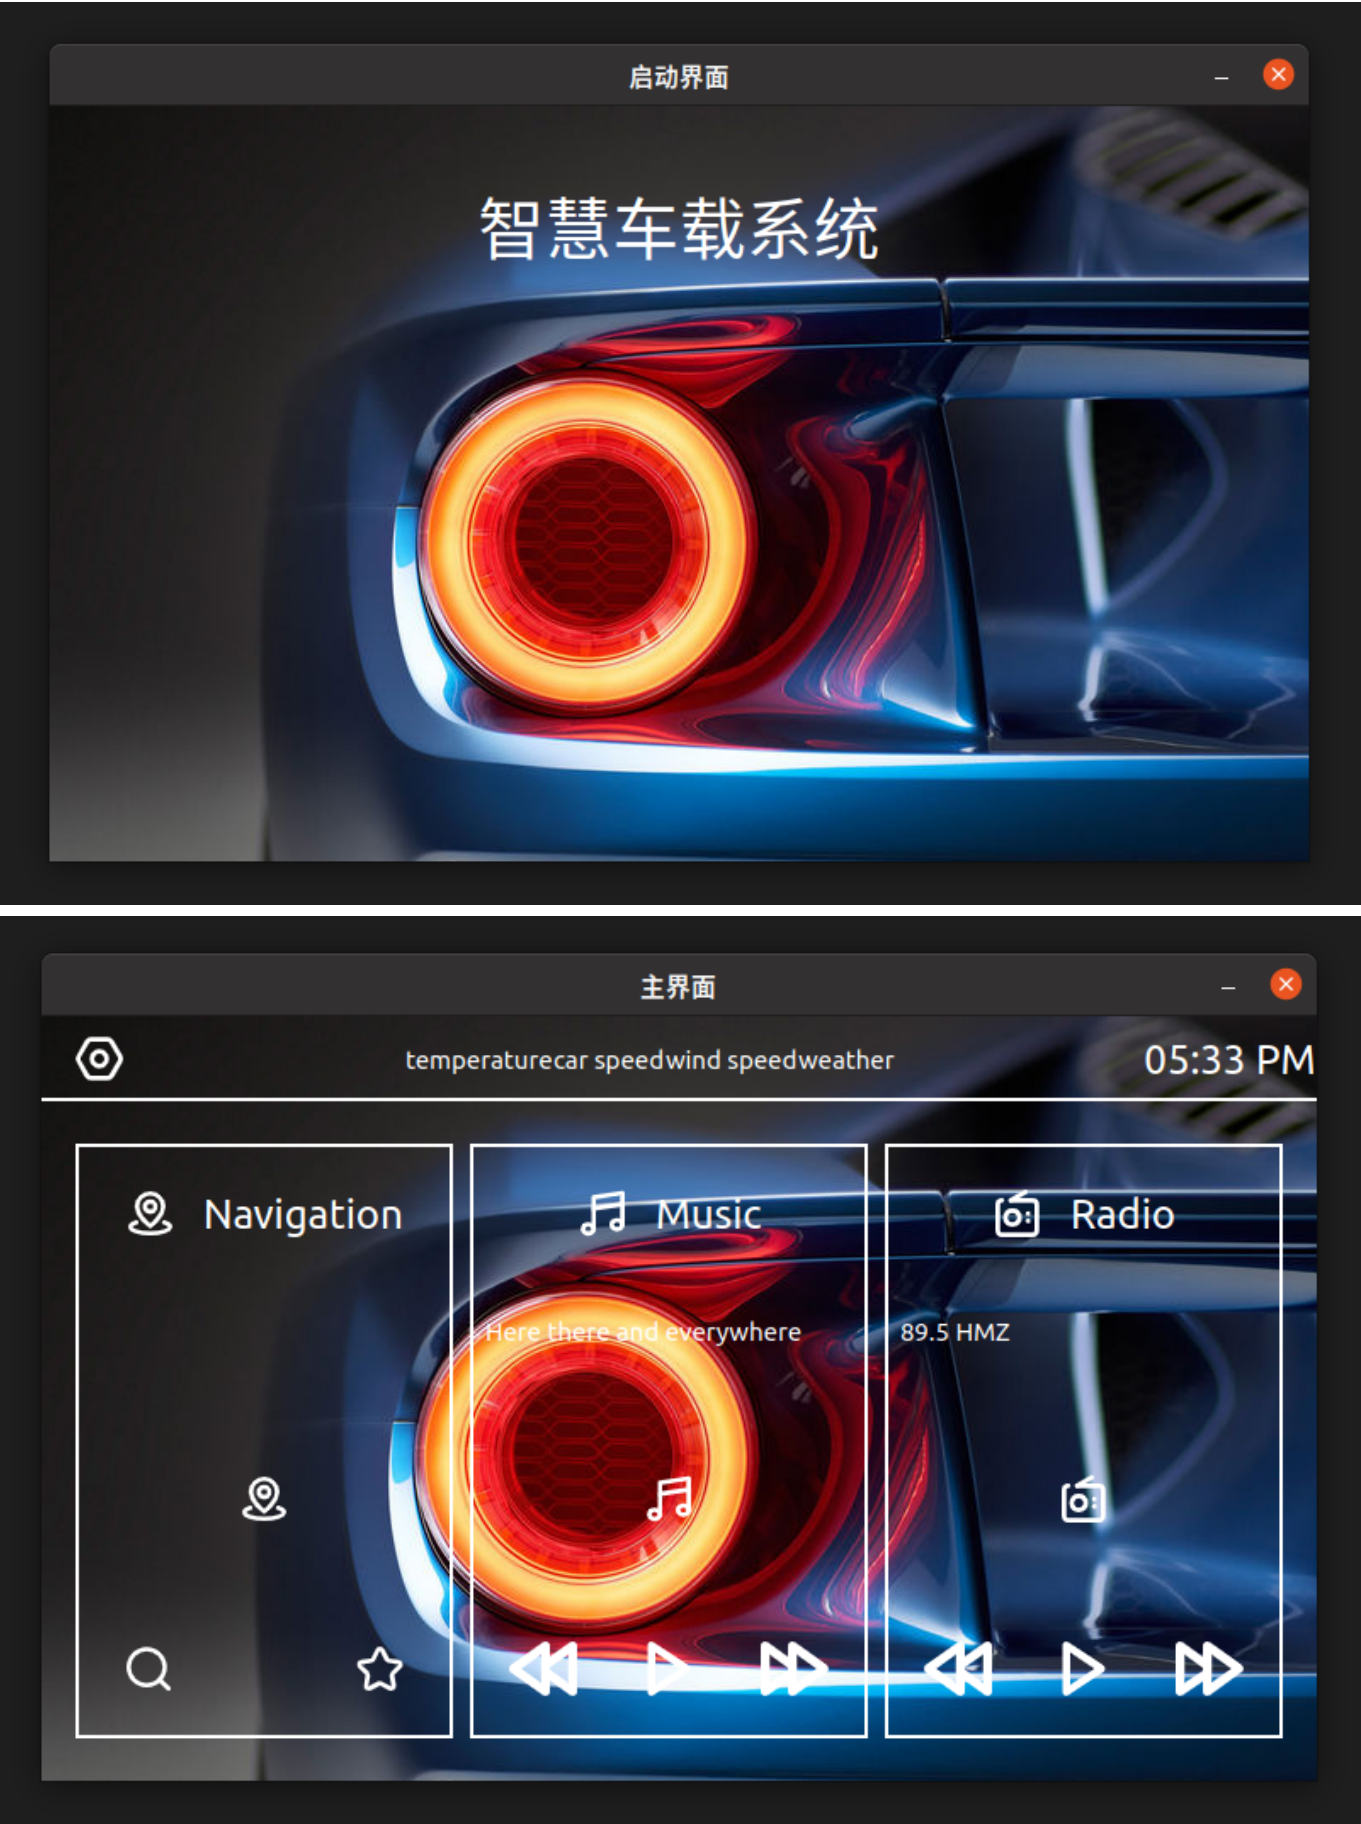 启动界面
智慧车载系统
主界面
temperaturecar speedwind speedweather
05:33 PM
Navigation
Music
Radio
Here there and everywhere
89.5 HMZ